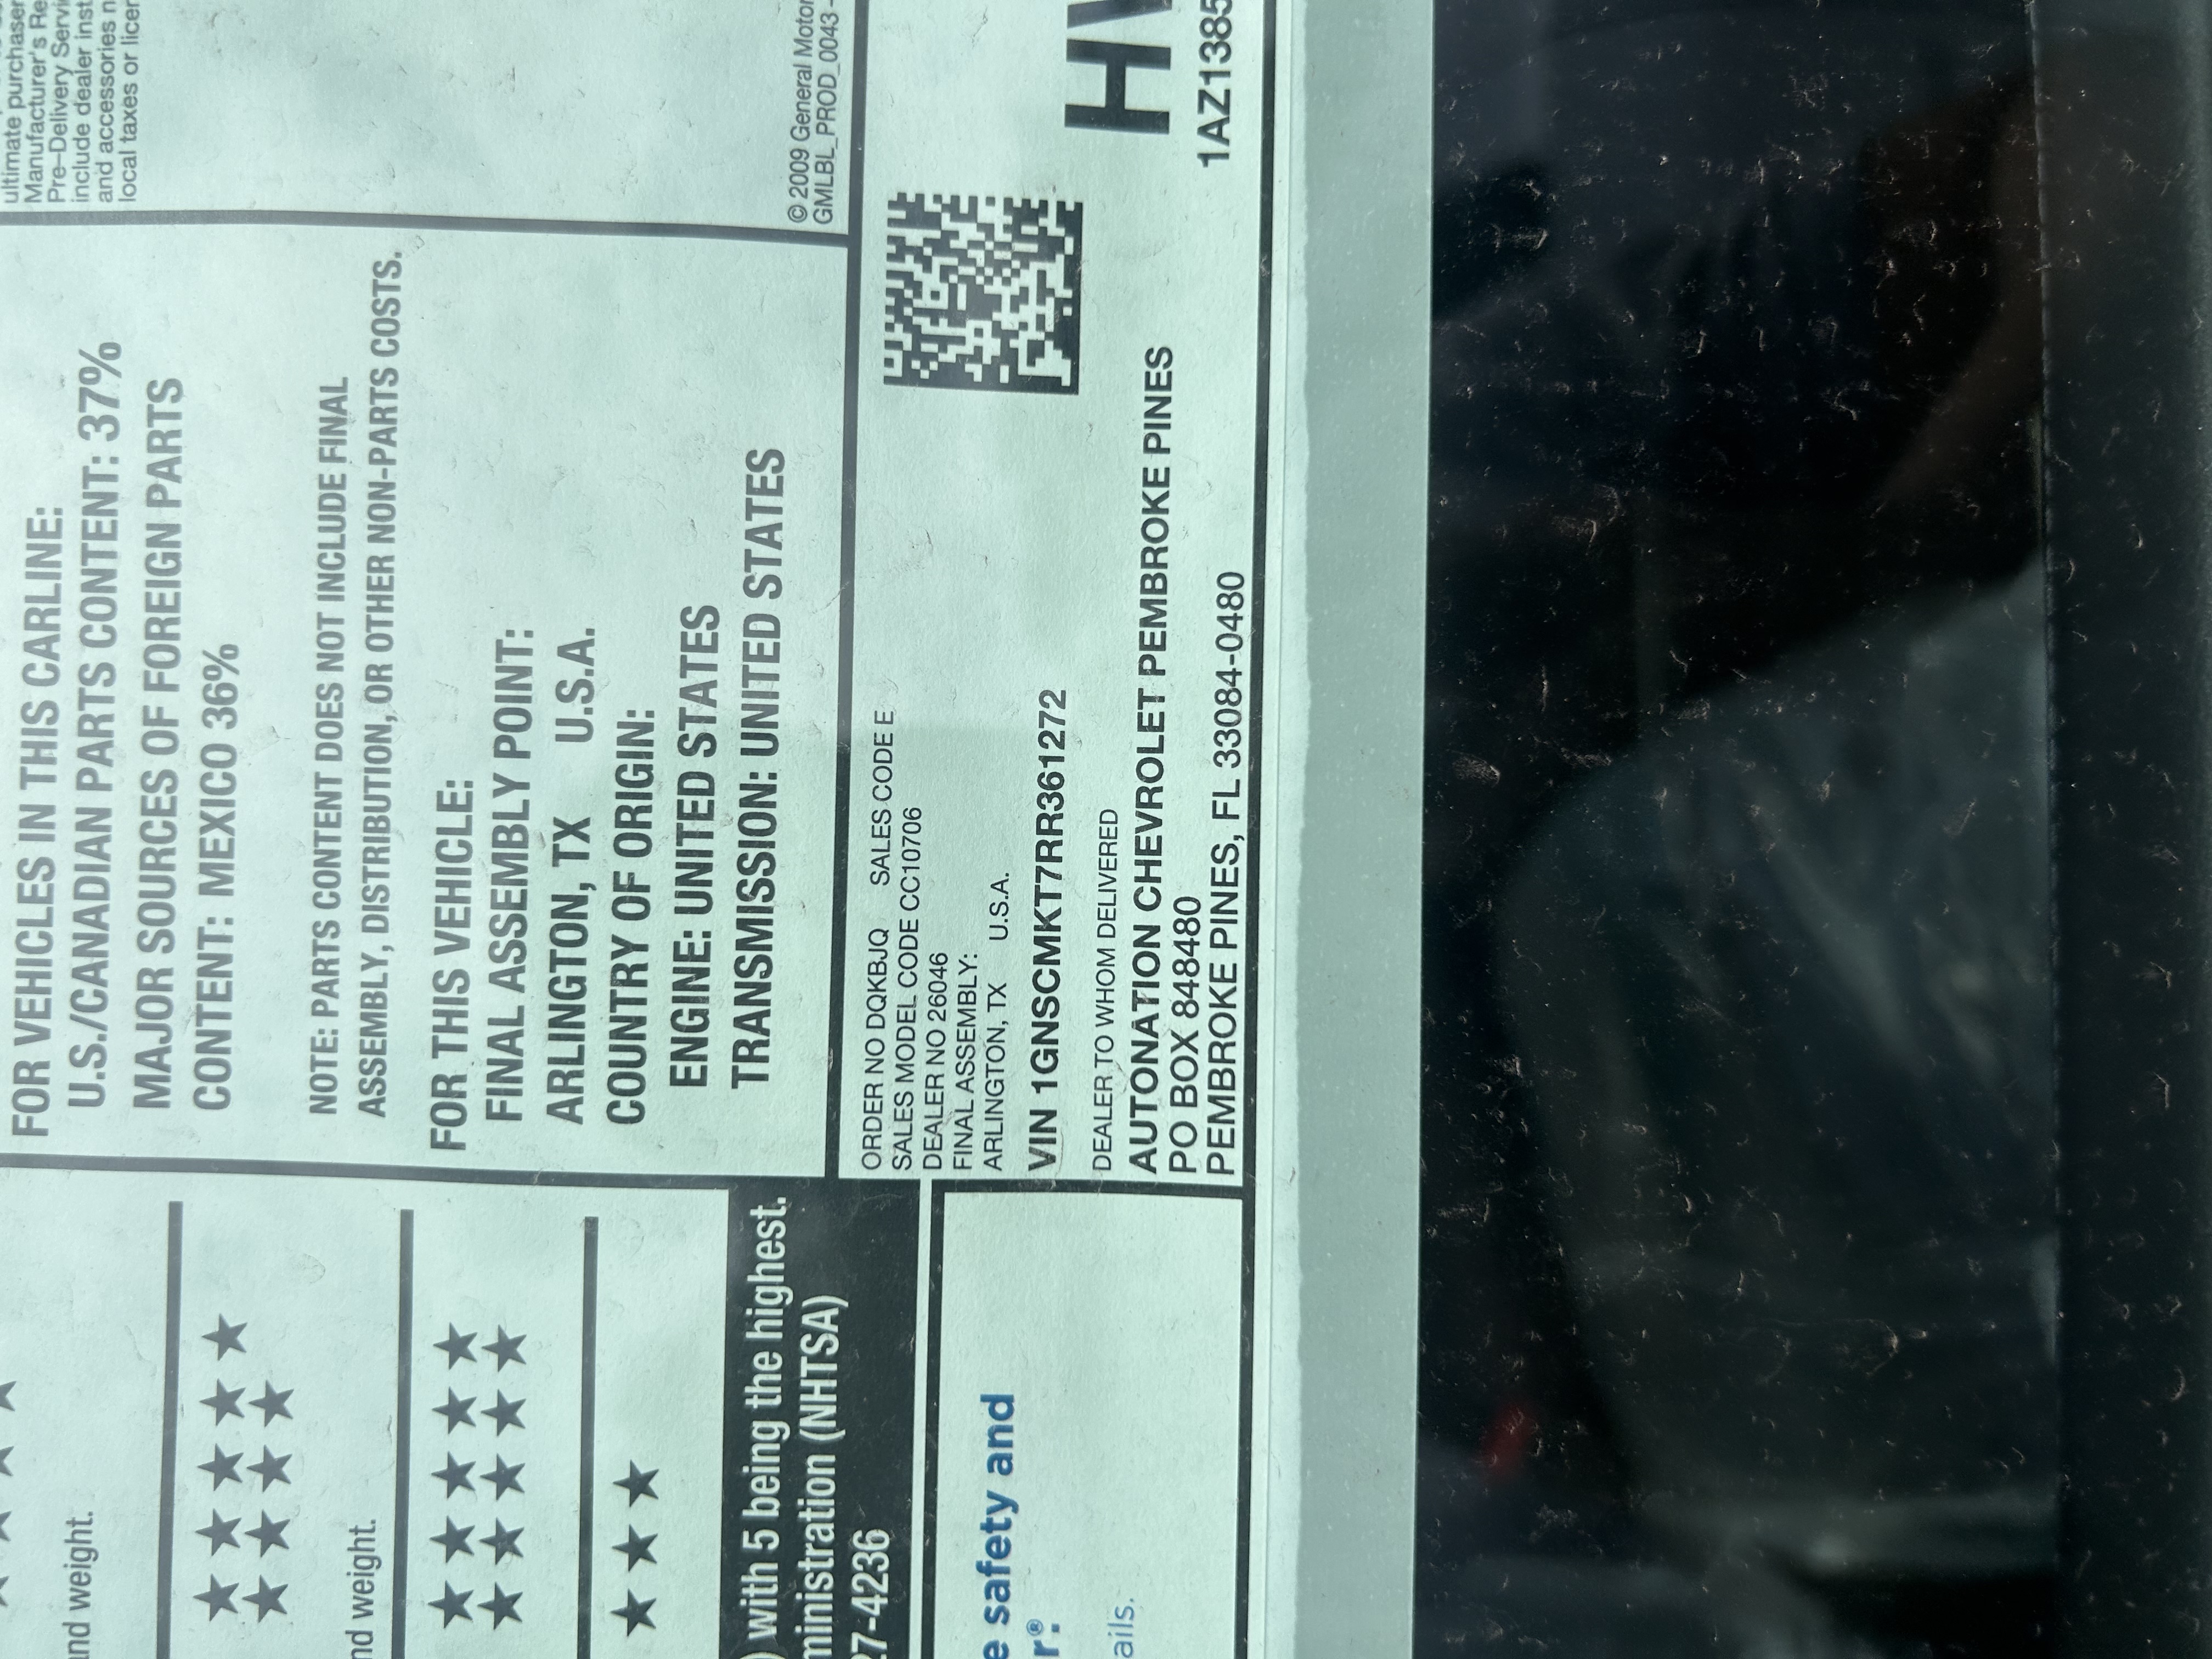 ultimate purchaser
Manufacturer's Re
Pre–Delivery Servi
include dealer inst
and accessories n
local taxes or licer
© 2009 General Motor
GMLBL_PROD_0043 -
FOR VEHICLES IN THIS CARLINE:
U.S./CANADIAN PARTS CONTENT: 37%
MAJOR SOURCES OF FOREIGN PARTS
CONTENT: MEXICO 36%
NOTE: PARTS CONTENT DOES NOT INCLUDE FINAL
ASSEMBLY, DISTRIBUTION, OR OTHER NON-PARTS COSTS.
FOR THIS VEHICLE:
FINAL ASSEMBLY POINT:
ARLINGTON, TX U.S.A.
COUNTRY OF ORIGIN:
ENGINE: UNITED STATES
TRANSMISSION: UNITED STATES
and weight.
nd weight.
) with 5 being the highest.
ministration (NHTSA)
27-4236
e safety and
r.®
ails.
ORDER NO DQKBJQ SALES CODE E
SALES MODEL CODE CC10706
DEALER NO 26046
FINAL ASSEMBLY:
ARLINGTON, TX U.S.A.
VIN 1GNSCMKT7RR361272
DEALER TO WHOM DELIVERED
AUTONATION CHEVROLET PEMBROKE PINES
PO BOX 848480
PEMBROKE PINES, FL 33084-0480
1AZ1385